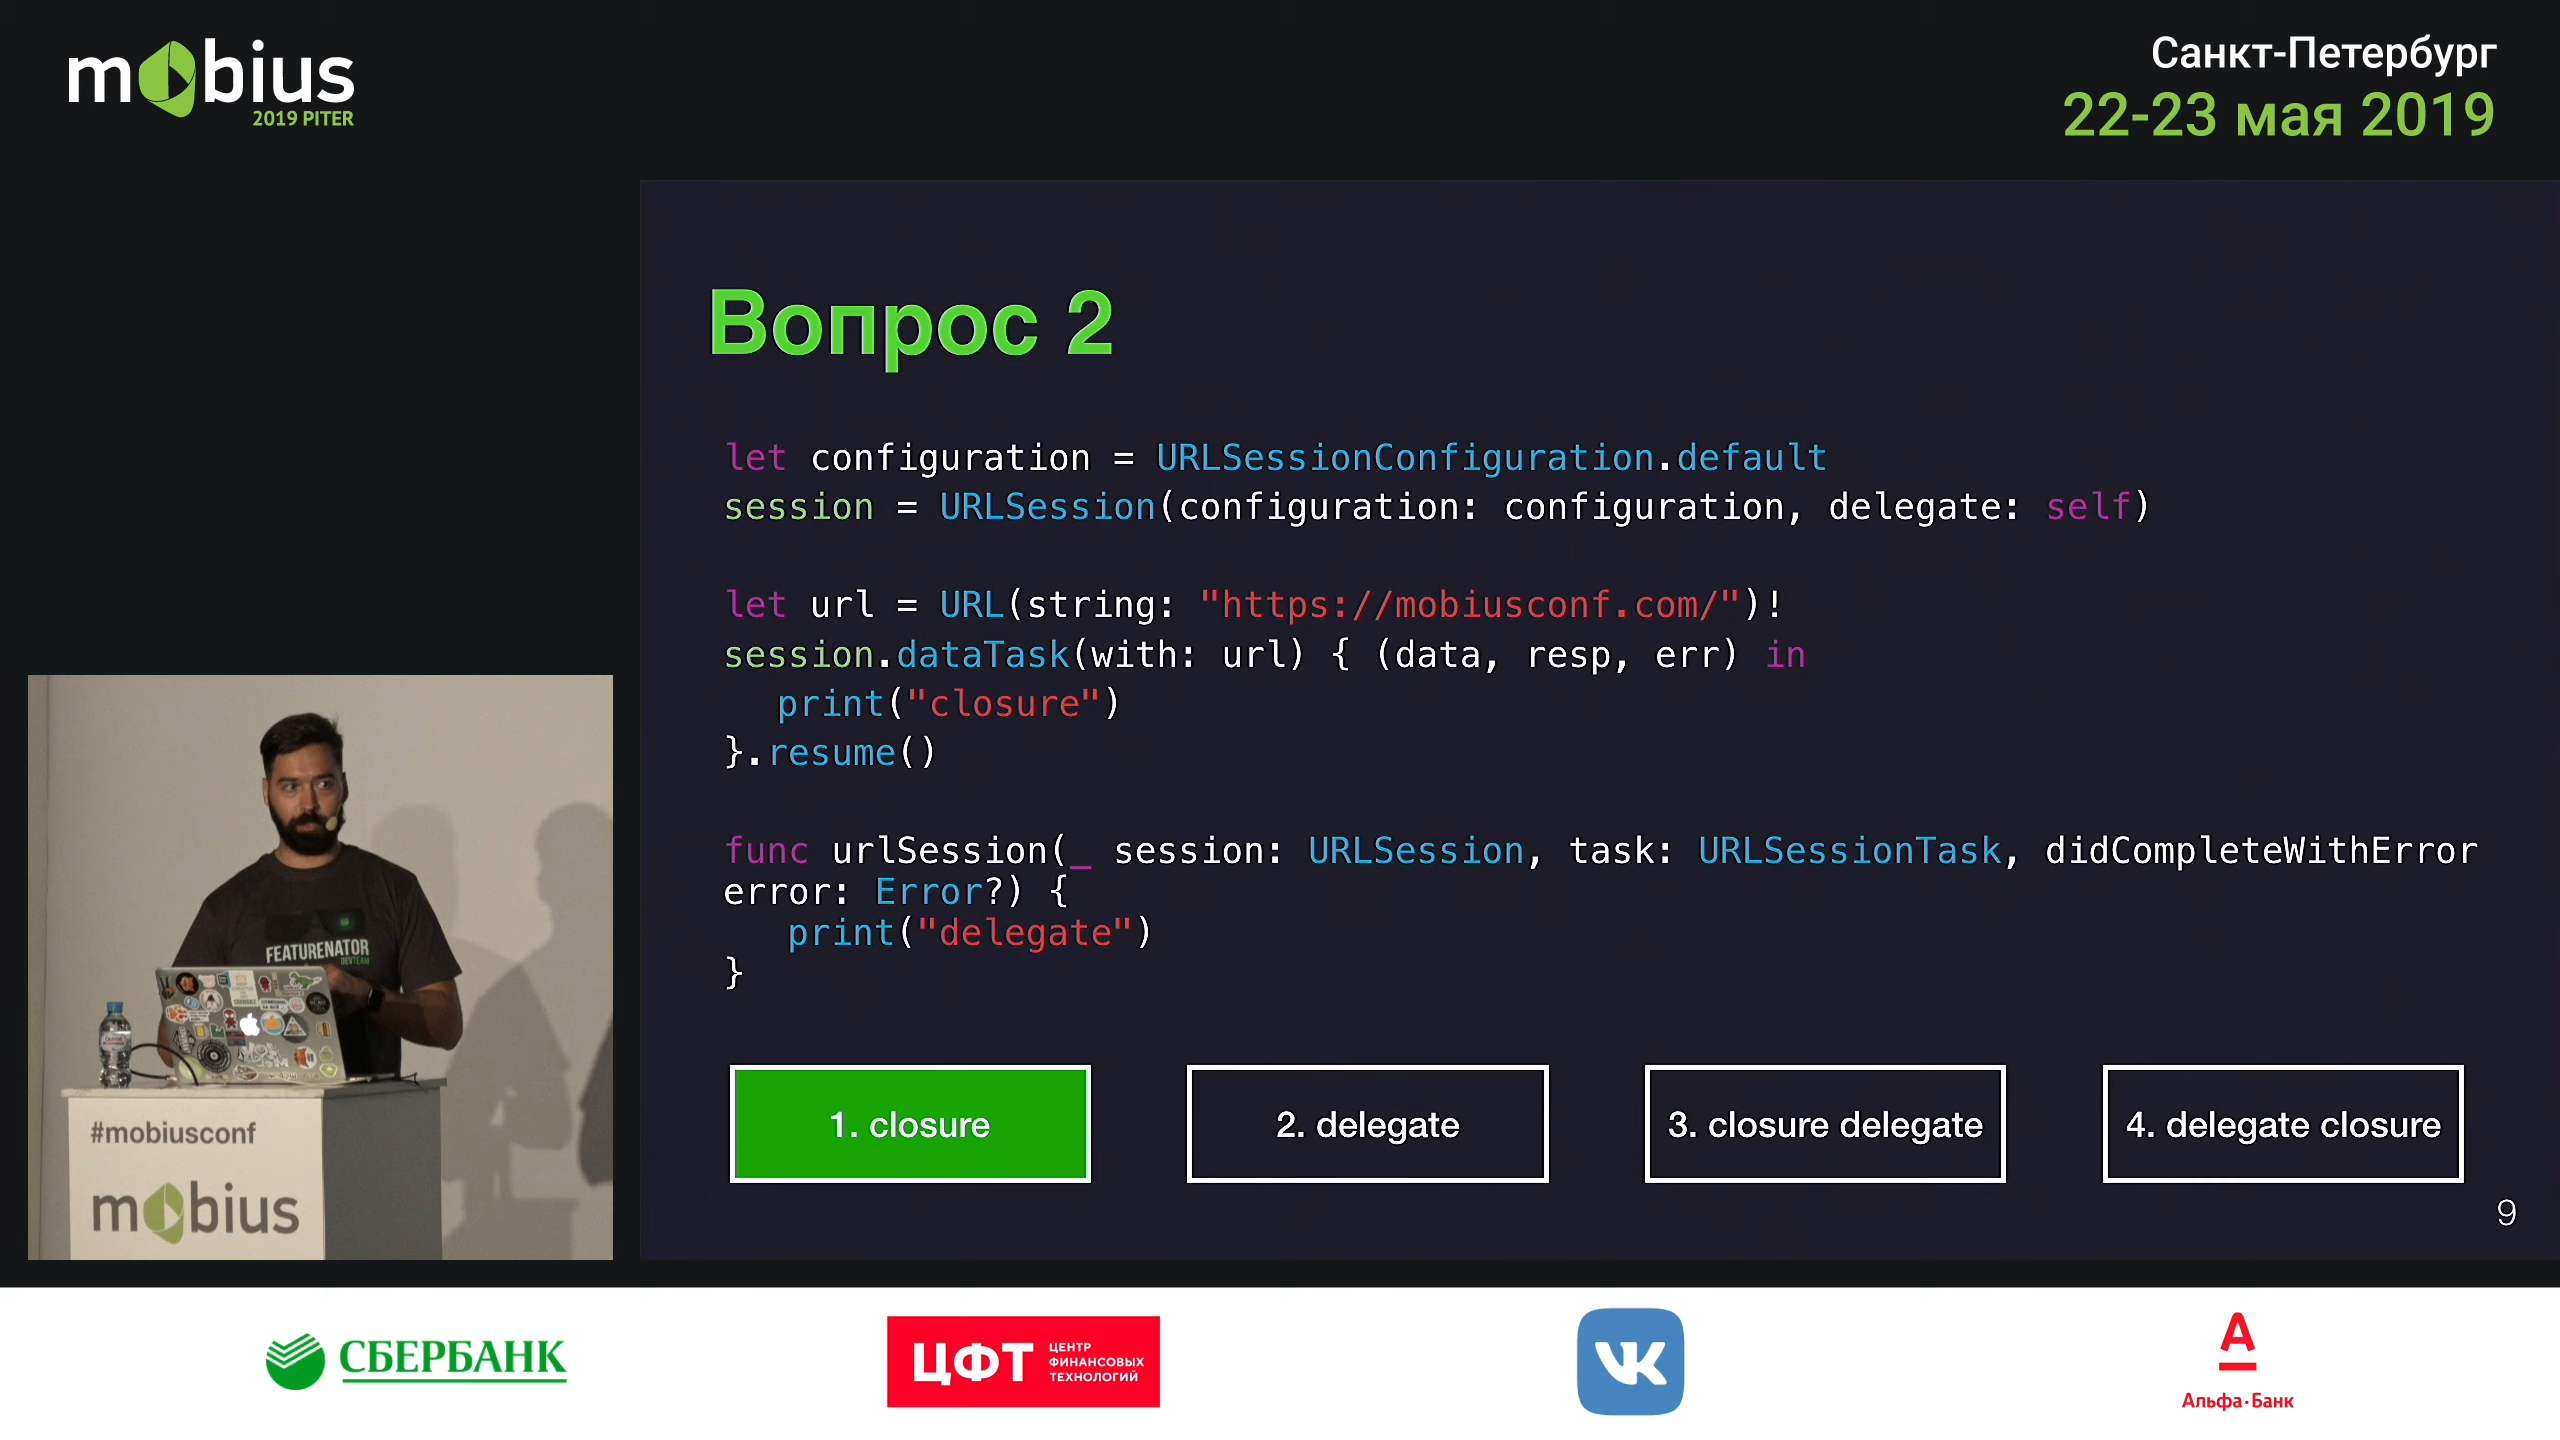 mobius
2019 PITER
Санкт-Петербург
22-23 мая 2019
Вопрос 2
let configuration = URLSessionConfiguration.default
session = URLSession(configuration: configuration, delegate: self)
let url = URL(string: "https://mobiusconf.com/")!
session.dataTask(with: url) { (data, resp, err) in
print("closure")
}.resume()
func urlSession(_ session: URLSession, task: URLSessionTask, didCompleteWithError
error: Error?) {
print("delegate")
}
1. closure
2. delegate
3. closure delegate
4. delegate closure
9
FEATURENATOR
DEVTEAM
#mobiusconf
mobius
СБЕРБАНК
ЦФТ
ЦЕНТР
ФИНАНСОВЫХ
ТЕХНОЛОГИЙ
VK
А
Альфа·Банк